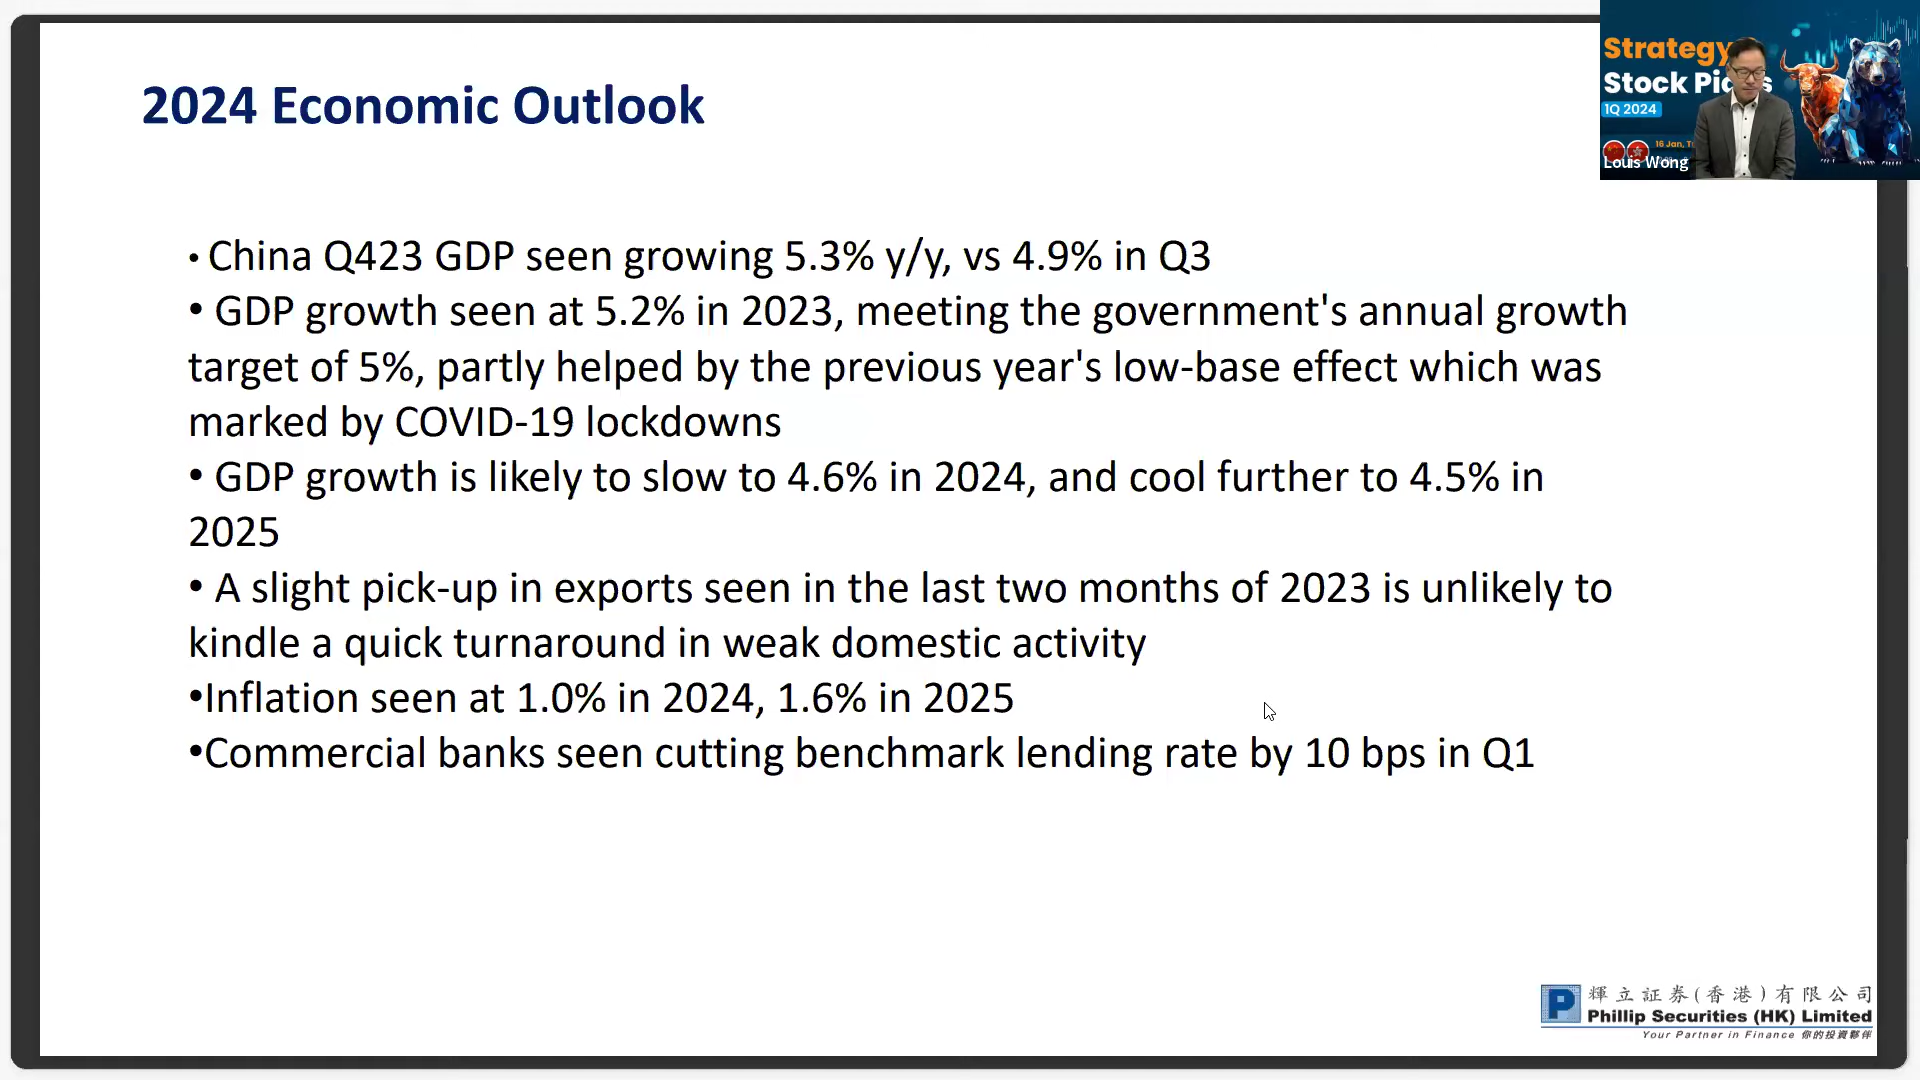 2024 Economic Outlook
Strategy
Stock Picks
1Q 2024
16 Jan, T
Louis Wong
• China Q423 GDP seen growing 5.3% y/y, vs 4.9% in Q3
• GDP growth seen at 5.2% in 2023, meeting the government's annual growth
target of 5%, partly helped by the previous year's low-base effect which was
marked by COVID-19 lockdowns
• GDP growth is likely to slow to 4.6% in 2024, and cool further to 4.5% in
2025
• A slight pick-up in exports seen in the last two months of 2023 is unlikely to
kindle a quick turnaround in weak domestic activity
•Inflation seen at 1.0% in 2024, 1.6% in 2025
•Commercial banks seen cutting benchmark lending rate by 10 bps in Q1
P
輝立証券(香港)有限公司
Phillip Securities (HK) Limited
Your Partner in Finance 你的投資夥伴